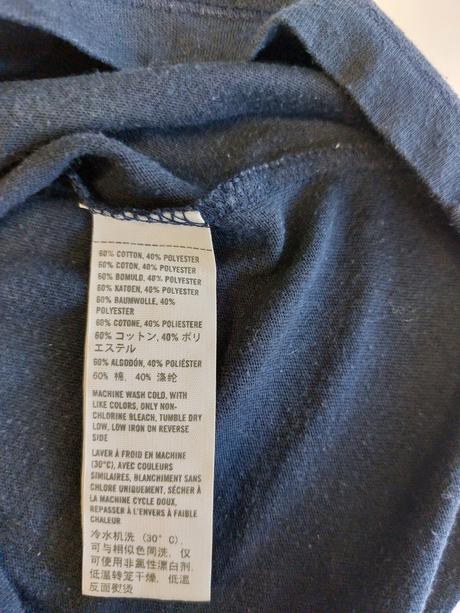 60% COTTON, 40% POLYESTER
60% COTON, 40% POLYESTER
60% BOMULD, 40% POLYESTER
60% KATOEN, 40% POLYESTER
60% BAUMWOLLE, 40%
POLYESTER
60% COTONE, 40% POLIESTERE
60% コットン, 40% ポリ
エステル
60% ALGODÓN, 40% POLIÉSTER
60% 棉, 40% 涤纶
MACHINE WASH COLD, WITH
LIKE COLORS, ONLY NON-
CHLORINE BLEACH, TUMBLE DRY
LOW, LOW IRON ON REVERSE
SIDE
LAVER À FROID EN MACHINE
(30°C), AVEC COULEURS
SIMILAIRES, BLANCHIMENT SANS
CHLORE UNIQUEMENT, SÉCHER À
LA MACHINE CYCLE DOUX,
REPASSER À L'ENVERS À FAIBLE
CHALEUR
冷水机洗 (30° C),
可与相似色同洗, 仅
可使用非氯性漂白剂,
低温转笼干燥, 低温
反面熨烫